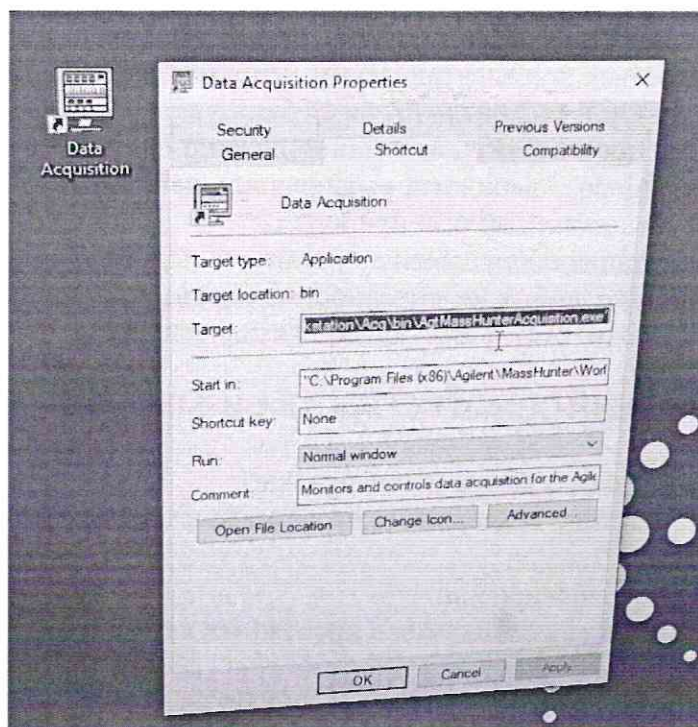 Data
Acquisition
Data Acquisition Properties
Security Details Previous Versions
General Shortcut Compatibility
Data Acquisition
Target type: Application
Target location: bin
Target: kstation\Acq\bin\AgtMassHunterAcquisition.exe"
Start in: "C:\Program Files (x86)\Agilent\MassHunter\Worl
Shortcut key: None
Run: Normal window
Comment: Monitors and controls data acquisition for the Agile
Open File Location Change Icon... Advanced...
OK Cancel Apply